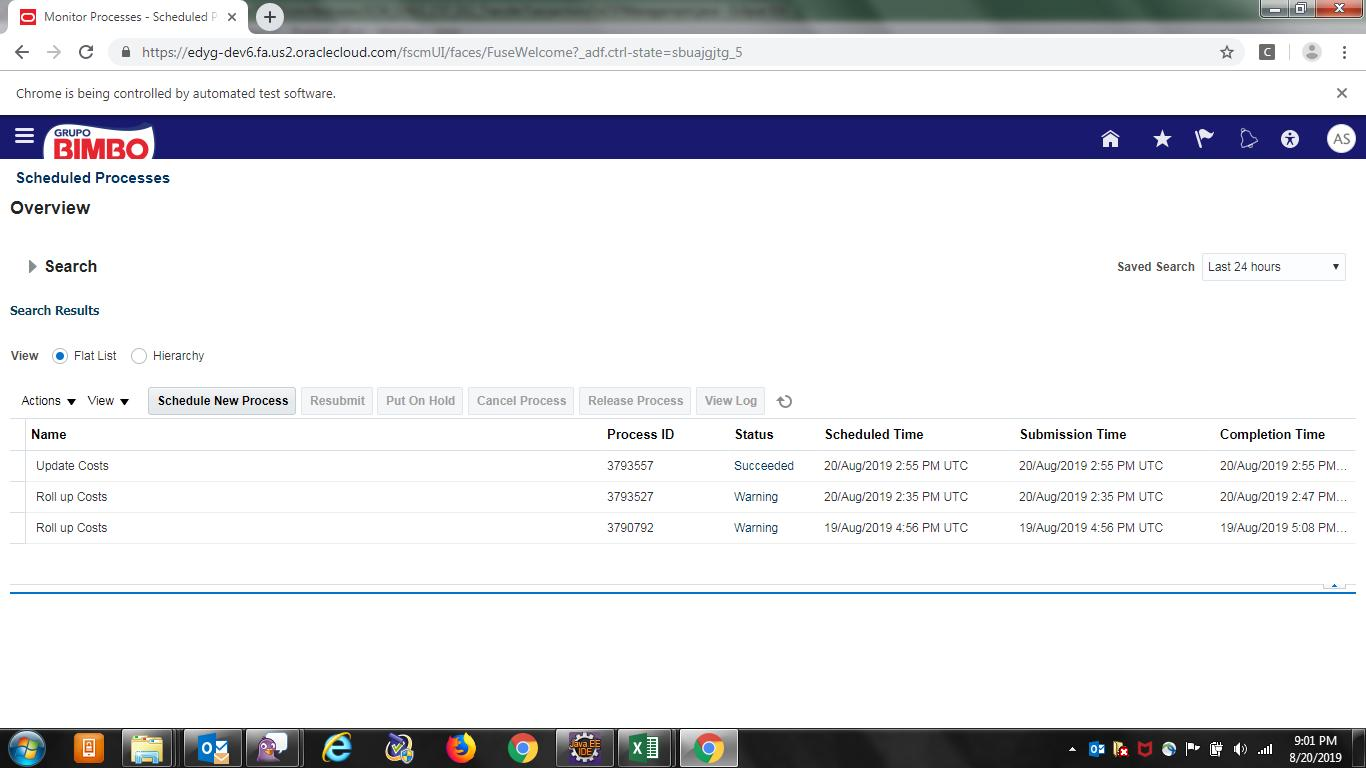 Monitor Processes - Scheduled P
https://edyg-dev6.fa.us2.oraclecloud.com/fscmUI/faces/FuseWelcome?_adf.ctrl-state=sbuajgjtg_5
C
Chrome is being controlled by automated test software.
GRUPO
BIMBO
AS
Scheduled Processes
Overview
Search
Saved Search Last 24 hours
Search Results
View Flat List Hierarchy
Actions View Schedule New Process Resubmit Put On Hold Cancel Process Release Process View Log
Name Process ID Status Scheduled Time Submission Time Completion Time
Update Costs 3793557 Succeeded 20/Aug/2019 2:55 PM UTC 20/Aug/2019 2:55 PM UTC 20/Aug/2019 2:55 PM...
Roll up Costs 3793527 Warning 20/Aug/2019 2:35 PM UTC 20/Aug/2019 2:35 PM UTC 20/Aug/2019 2:47 PM...
Roll up Costs 3790792 Warning 19/Aug/2019 4:56 PM UTC 19/Aug/2019 4:56 PM UTC 19/Aug/2019 5:08 PM...
Java EE
IDE
9:01 PM
8/20/2019